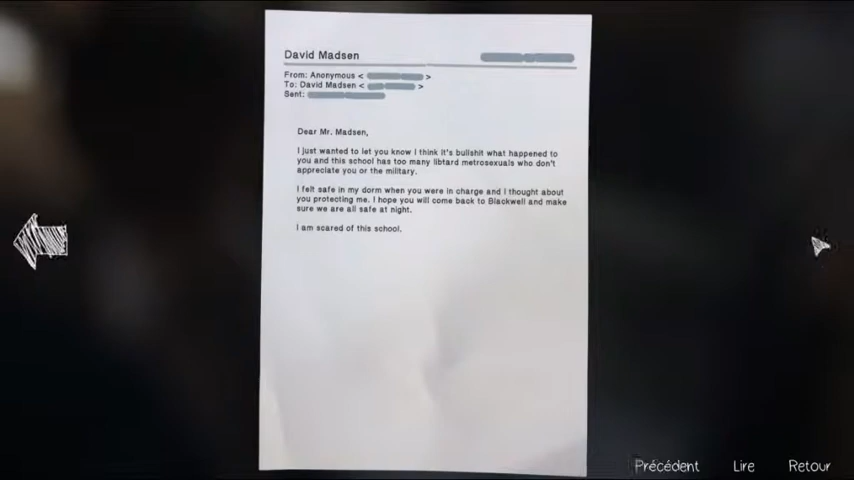 David Madsen
From: Anonymous < >
To: David Madsen < >
Sent:
Dear Mr. Madsen,
I just wanted to let you know I think it's bullshit what happened to
you and this school has too many libtard metrosexuals who don't
appreciate you or the military.
I felt safe in my dorm when you were in charge and I thought about
you protecting me. I hope you will come back to Blackwell and make
sure we are all safe at night.
I am scared of this school.
Précédent Lire Retour